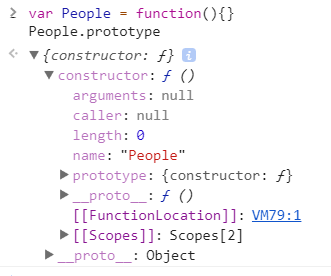 > var People = function(){}
People.prototype
<· ▼{constructor: ƒ} i
▼constructor: ƒ ()
arguments: null
caller: null
length: 0
name: "People"
▶prototype: {constructor: ƒ}
▶__proto__: ƒ ()
[[FunctionLocation]]: VM79:1
▶[[Scopes]]: Scopes[2]
▶__proto__: Object